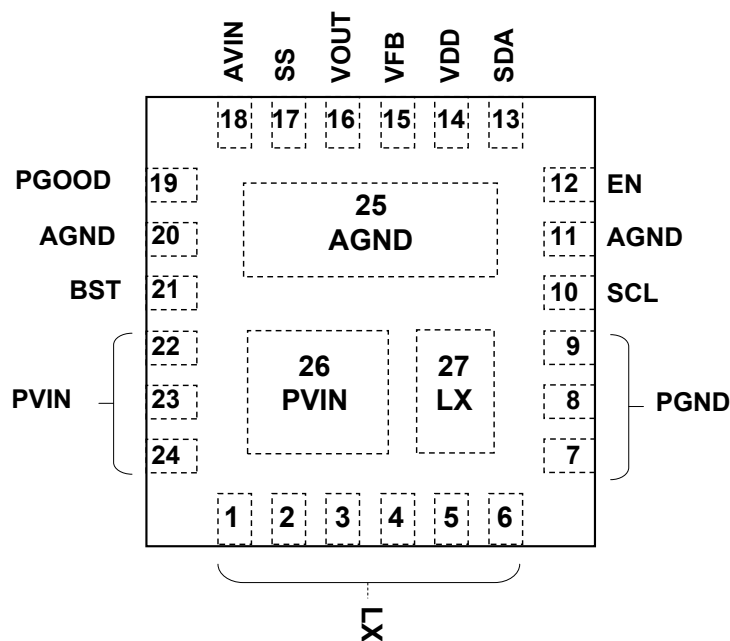 AVIN
SS
VOUT
VFB
VDD
SDA
18 17 16 15 14 13
PGOOD 19
12 EN
25
AGND
AGND 20
11 AGND
BST 21
10 SCL
22
9
26
PVIN
27
LX
PVIN
23
8
PGND
24
7
1 2 3 4 5 6
LX